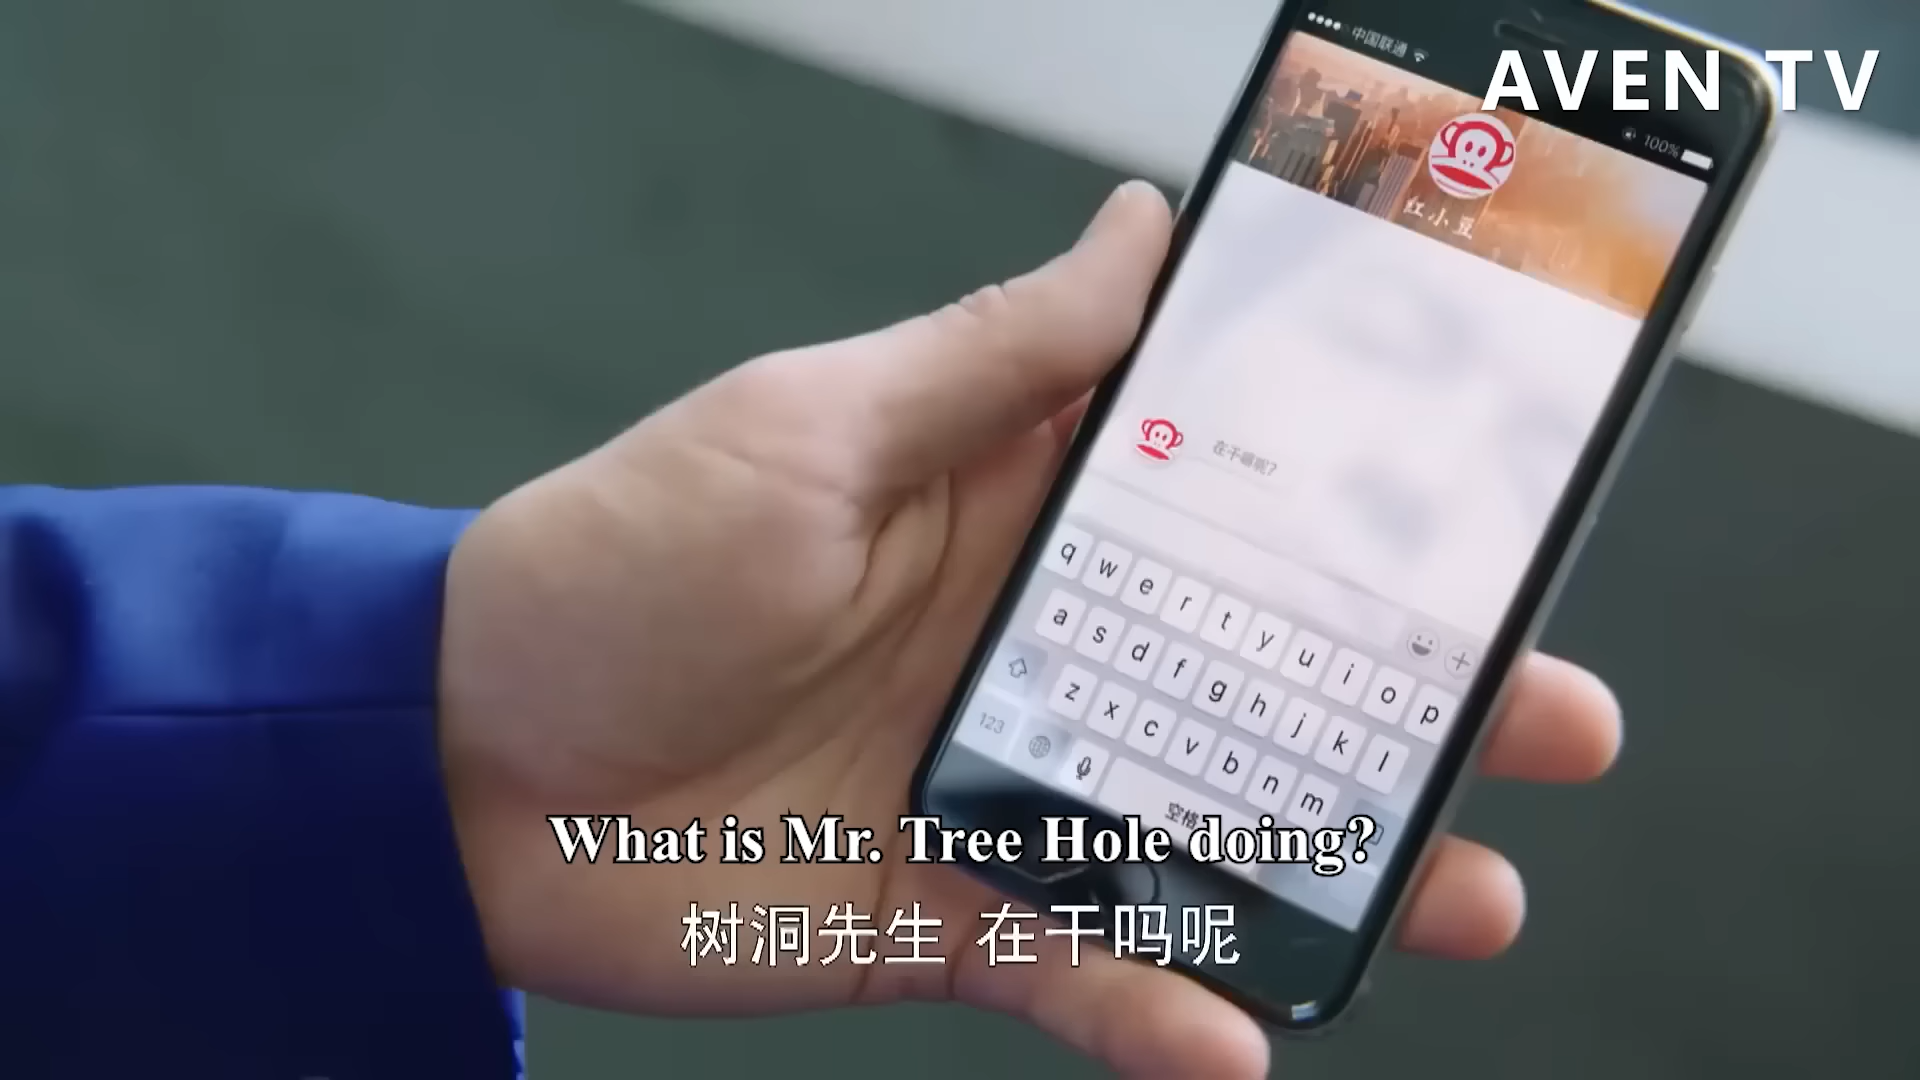 中国联通
AVEN TV
100%
红小豆
在干嘛呢?
q w e r t y u i o p
a s d f g h j k l
z x c v b n m
123
空格
What is Mr. Tree Hole doing?
树洞先生 在干吗呢